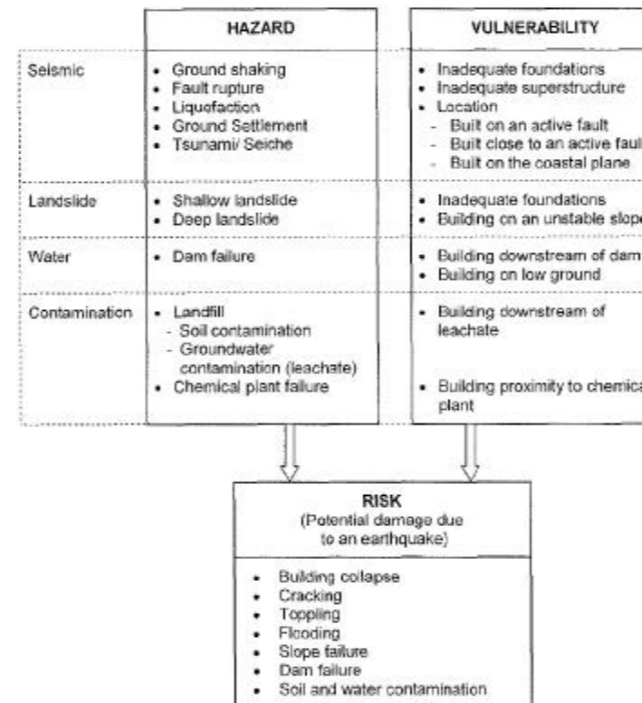 HAZARD
VULNERABILITY
Seismic
• Ground shaking
• Fault rupture
• Liquefaction
• Ground Settlement
• Tsunami/ Seiche
• Inadequate foundations
• Inadequate superstructure
• Location
- Built on an active fault
- Built close to an active faul
- Built on the coastal plane
Landslide
• Shallow landslide
• Deep landslide
• Inadequate foundations
• Building on an unstable slope
Water
• Dam failure
• Building downstream of dam
• Building on low ground
Contamination
• Landfill
- Soil contamination
- Groundwater
contamination (leachate)
• Chemical plant failure
• Building downstream of
leachate
• Building proximity to chemica
plant
RISK
(Potential damage due
to an earthquake)
• Building collapse
• Cracking
• Toppling
• Flooding
• Slope failure
• Dam failure
• Soil and water contamination